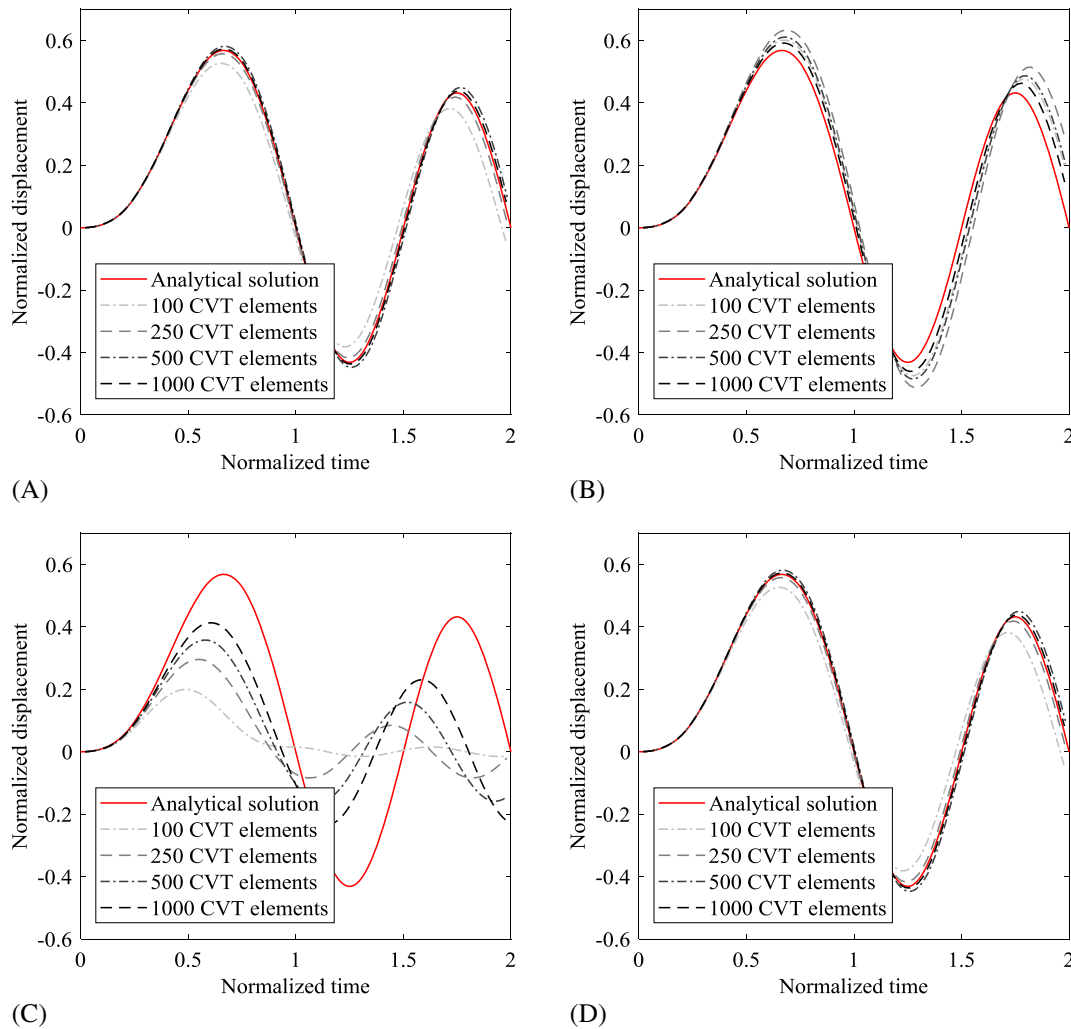 0.6
0.4
0.2
0
-0.2
-0.4
-0.6
Normalized displacement
Analytical solution
100 CVT elements
250 CVT elements
500 CVT elements
1000 CVT elements
0 0.5 1 1.5 2
Normalized time
(A)
0.6
0.4
0.2
0
-0.2
-0.4
-0.6
Normalized displacement
Analytical solution
100 CVT elements
250 CVT elements
500 CVT elements
1000 CVT elements
0 0.5 1 1.5 2
Normalized time
(B)
0.6
0.4
0.2
0
-0.2
-0.4
-0.6
Normalized displacement
Analytical solution
100 CVT elements
250 CVT elements
500 CVT elements
1000 CVT elements
0 0.5 1 1.5 2
Normalized time
(C)
0.6
0.4
0.2
0
-0.2
-0.4
-0.6
Normalized displacement
Analytical solution
100 CVT elements
250 CVT elements
500 CVT elements
1000 CVT elements
0 0.5 1 1.5 2
Normalized time
(D)